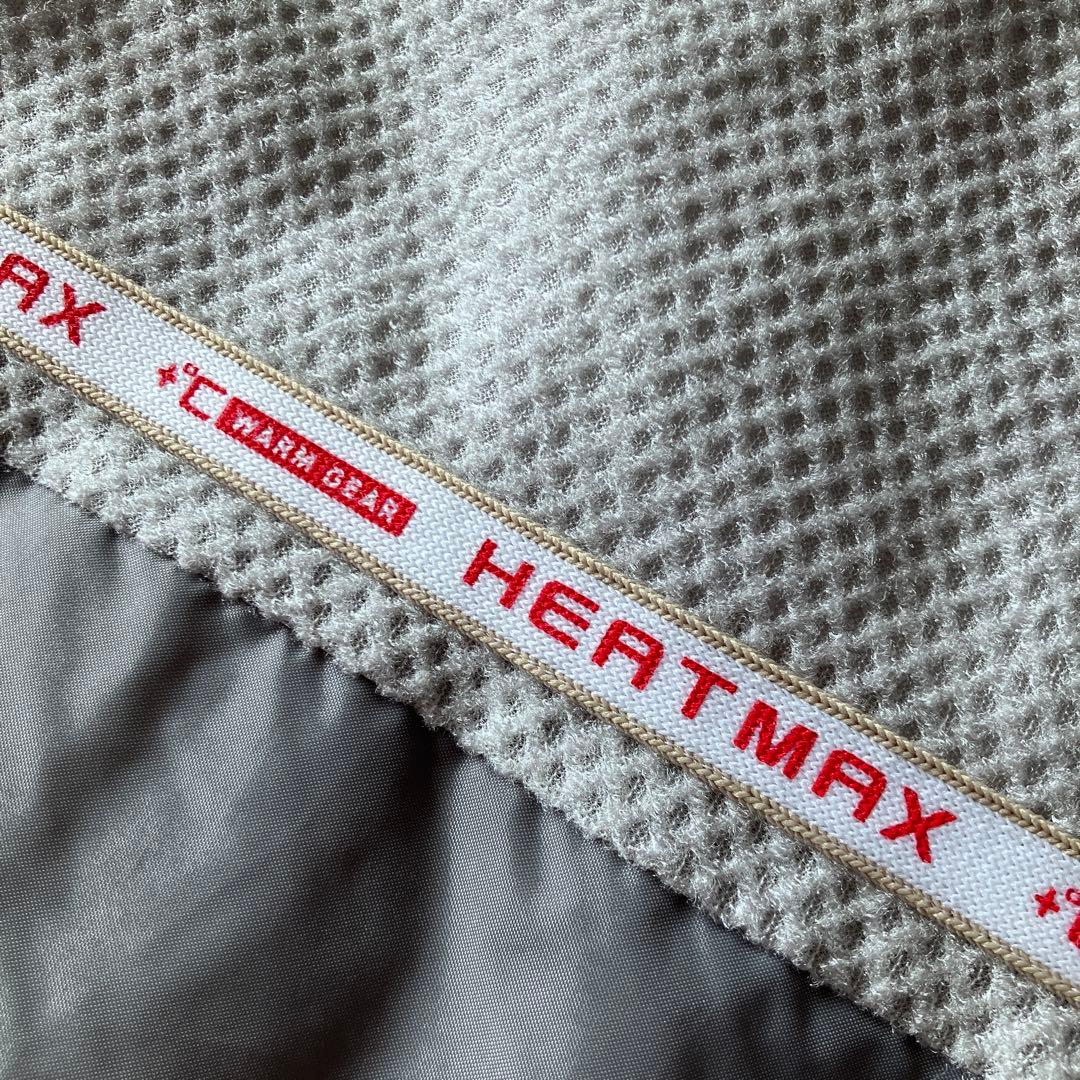 AX +℃ WARM GEAR HEATMAX +℃